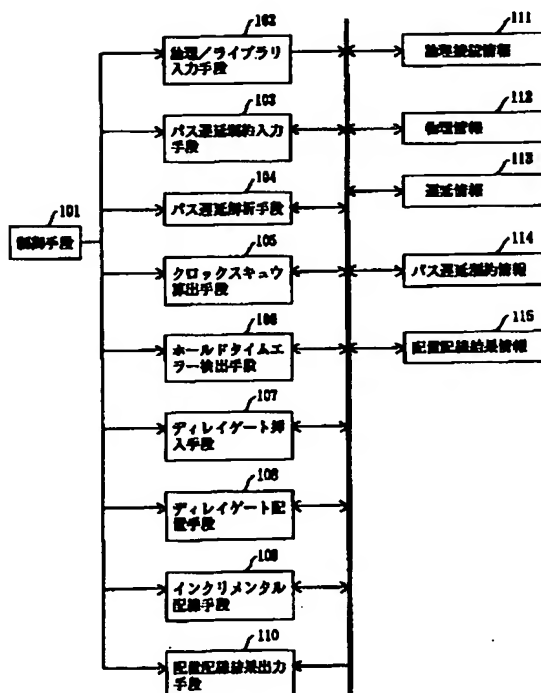 102
論理/ライブラリ
入力手段
103
パス遅延制約入力
手段
104
パス遅延解析手段
101
制御手段
105
クロックスキュウ
算出手段
106
ホールドタイムエ
ラー検出手段
107
ディレイゲート挿
入手段
108
ディレイゲート配
置手段
109
インクリメンタル
配線手段
110
配置配線結果出力
手段
111
論理接続情報
112
物理情報
113
遅延情報
114
パス遅延制約情報
115
配置配線結果情報